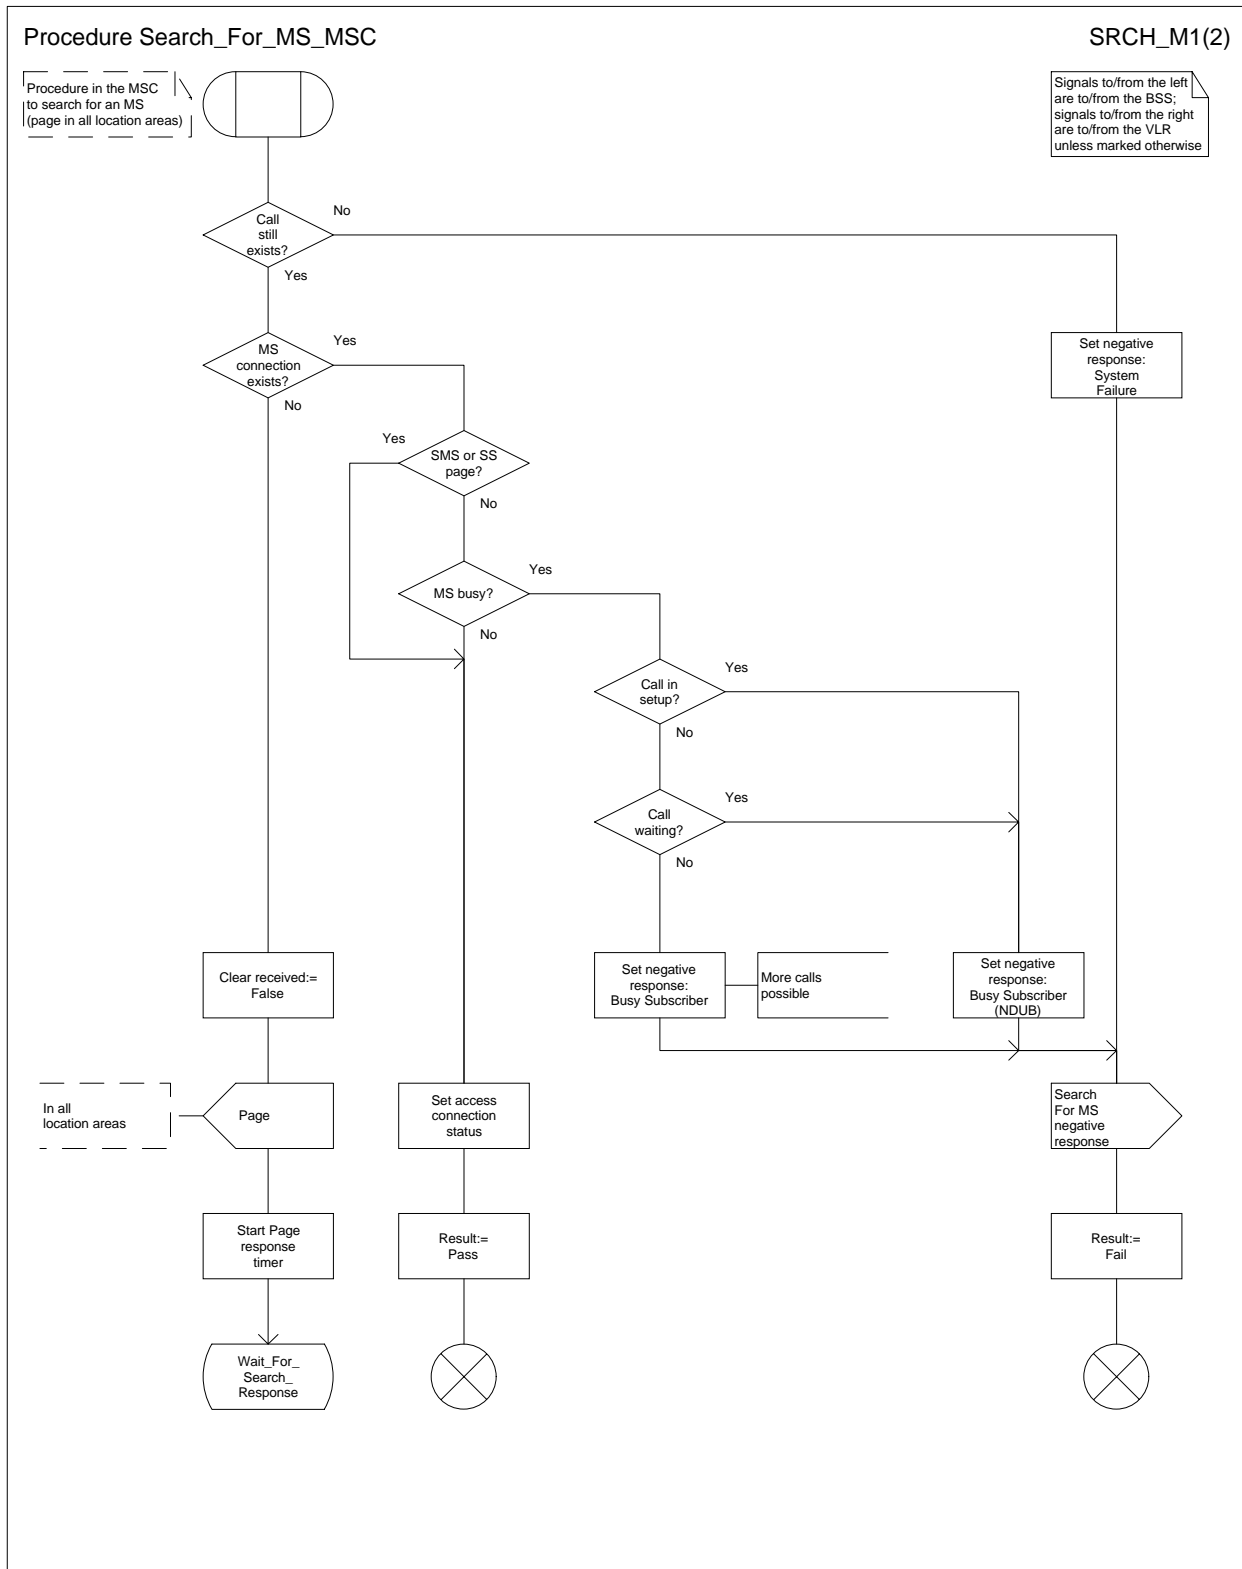 Procedure Search_For_MS_MSC
SRCH_M1(2)
Procedure in the MSC
to search for an MS
(page in all location areas)
Signals to/from the left
are to/from the BSS;
signals to/from the right
are to/from the VLR
unless marked otherwise
Call
still
exists?
No
Yes
MS
connection
exists?
Yes
No
Set negative
response:
System
Failure
SMS or SS
page?
Yes
No
MS busy?
Yes
No
Call in
setup?
Yes
No
Call
waiting?
Yes
No
Clear received:=
False
Set negative
response:
Busy Subscriber
More calls
possible
Set negative
response:
Busy Subscriber
(NDUB)
In all
location areas
Page
Set access
connection
status
Search
For MS
negative
response
Start Page
response
timer
Result:=
Pass
Result:=
Fail
Wait_For_
Search_
Response